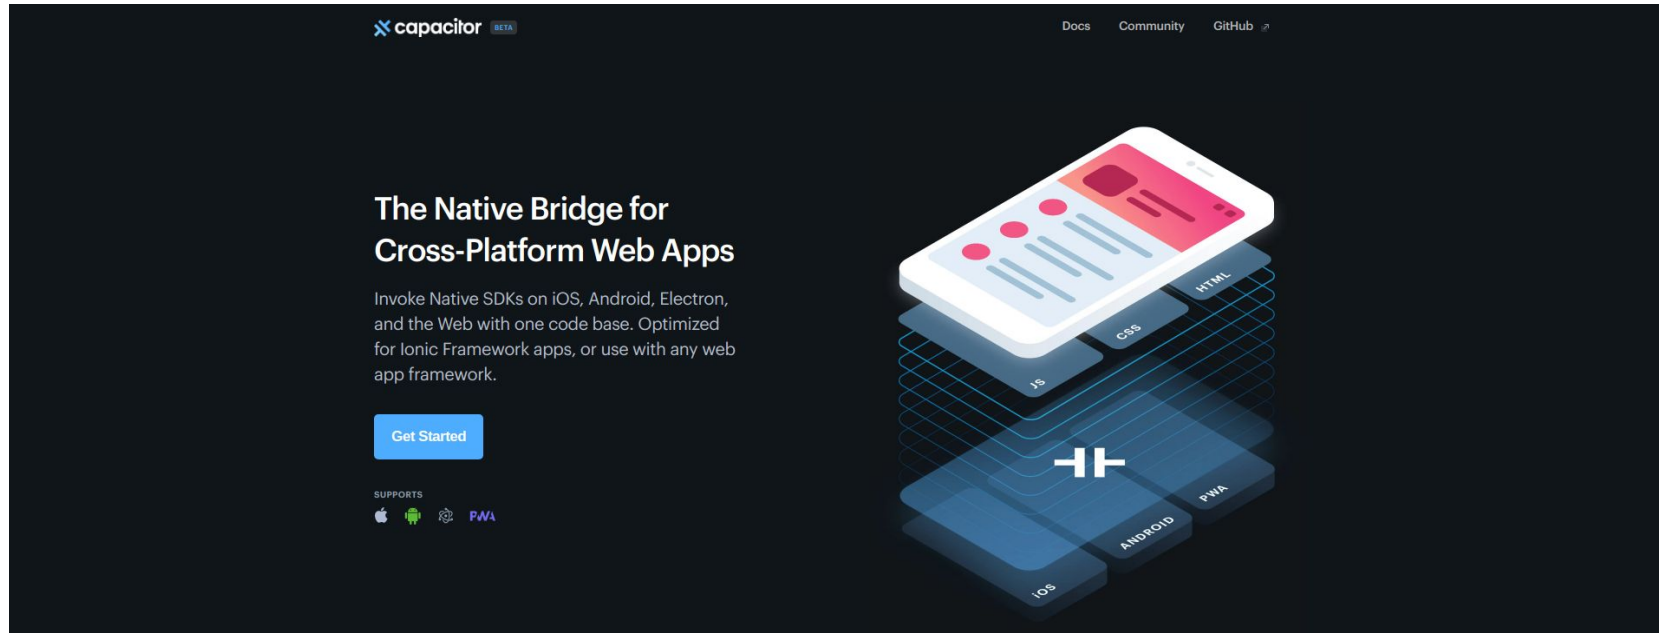 capacitor BETA
Docs Community GitHub
The Native Bridge for
Cross-Platform Web Apps
Invoke Native SDKs on iOS, Android, Electron,
and the Web with one code base. Optimized
for Ionic Framework apps, or use with any web
app framework.
Get Started
SUPPORTS
PWA
HTML
CSS
JS
PWA
ANDROID
iOS